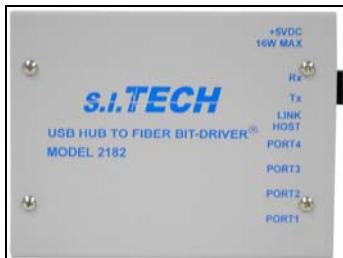 +5VDC
16W MAX
Rx
Tx
LINK
HOST
S.I.TECH
USB HUB TO FIBER BIT-DRIVER®
MODEL 2182
PORT4
PORT3
PORT2
PORT1